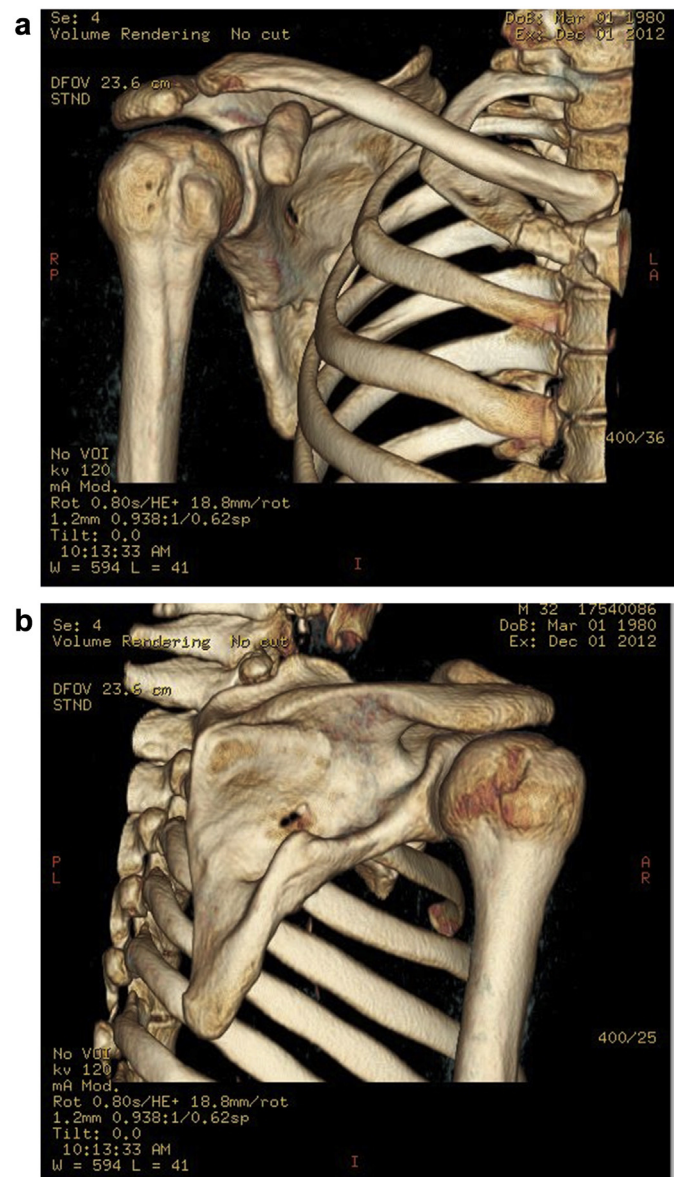 a
Se: 4
Volume Rendering No cut
DoB: Mar 01 1980
Ex: Dec 01 2012
DFOV 23.6 cm
STND
R
P
L
A
400/36
No VOI
kv 120
mA Mod.
Rot 0.80s/HE+ 18.8mm/rot
1.2mm 0.938:1/0.62sp
Tilt: 0.0
10:13:33 AM
W = 594 L = 41
I
b
M 32 17540086
Se: 4
Volume Rendering No cut
DoB: Mar 01 1980
Ex: Dec 01 2012
DFOV 23.6 cm
STND
P
L
A
R
400/25
No VOI
kv 120
mA Mod.
Rot 0.80s/HE+ 18.8mm/rot
1.2mm 0.938:1/0.62sp
Tilt: 0.0
10:13:33 AM
W = 594 L = 41
I